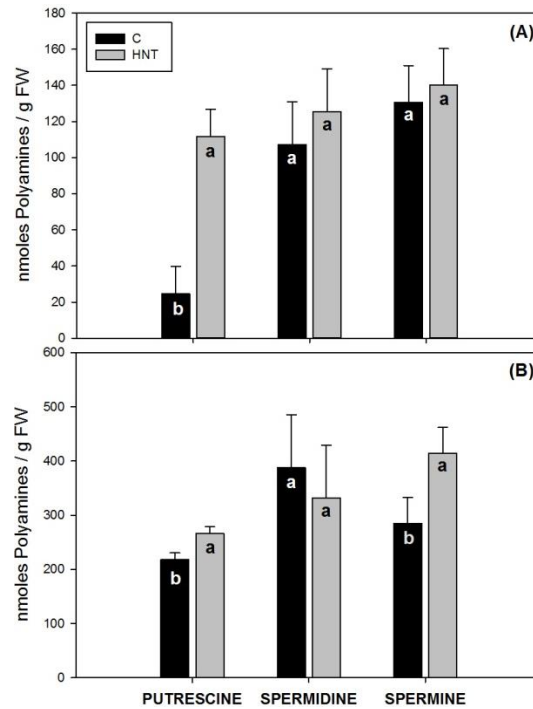 (A)
C
HNT
nmoles Polyamines / g FW
180
160
140
120
100
80
60
40
20
0
b
a
a
a
a
a
(B)
nmoles Polyamines / g FW
600
500
400
300
200
100
0
b
a
a
a
b
a
PUTRESCINE SPERMIDINE SPERMINE